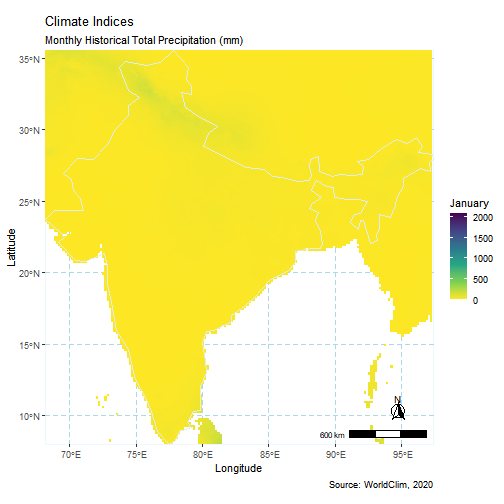 Climate Indices
Monthly Historical Total Precipitation (mm)
35°N
30°N
25°N
20°N
15°N
10°N
Latitude
70°E 75°E 80°E 85°E 90°E 95°E
Longitude
January
2000
1500
1000
500
0
N
600 km
Source: WorldClim, 2020